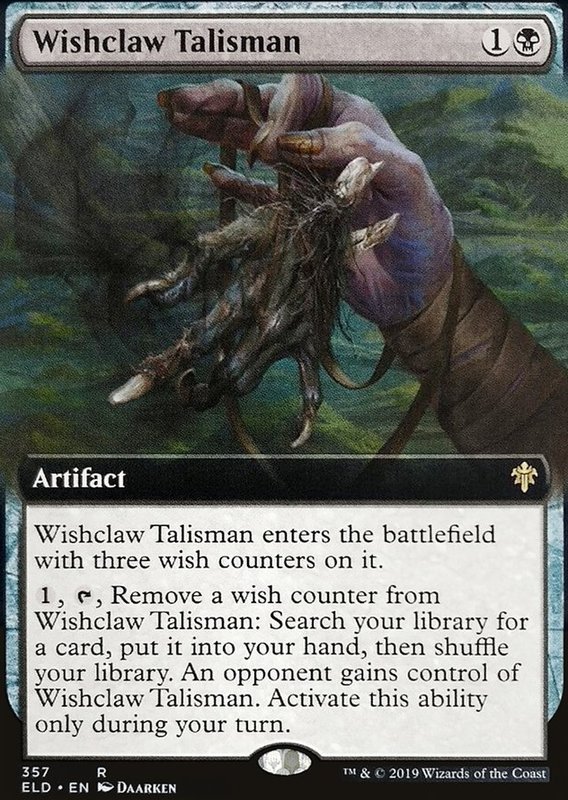 Wishclaw Talisman 1
Artifact
Wishclaw Talisman enters the battlefield
with three wish counters on it.
1, , Remove a wish counter from
Wishclaw Talisman: Search your library for
a card, put it into your hand, then shuffle
your library. An opponent gains control of
Wishclaw Talisman. Activate this ability
only during your turn.
357 R
ELD • EN DAARKEN
™ & © 2019 Wizards of the Coast